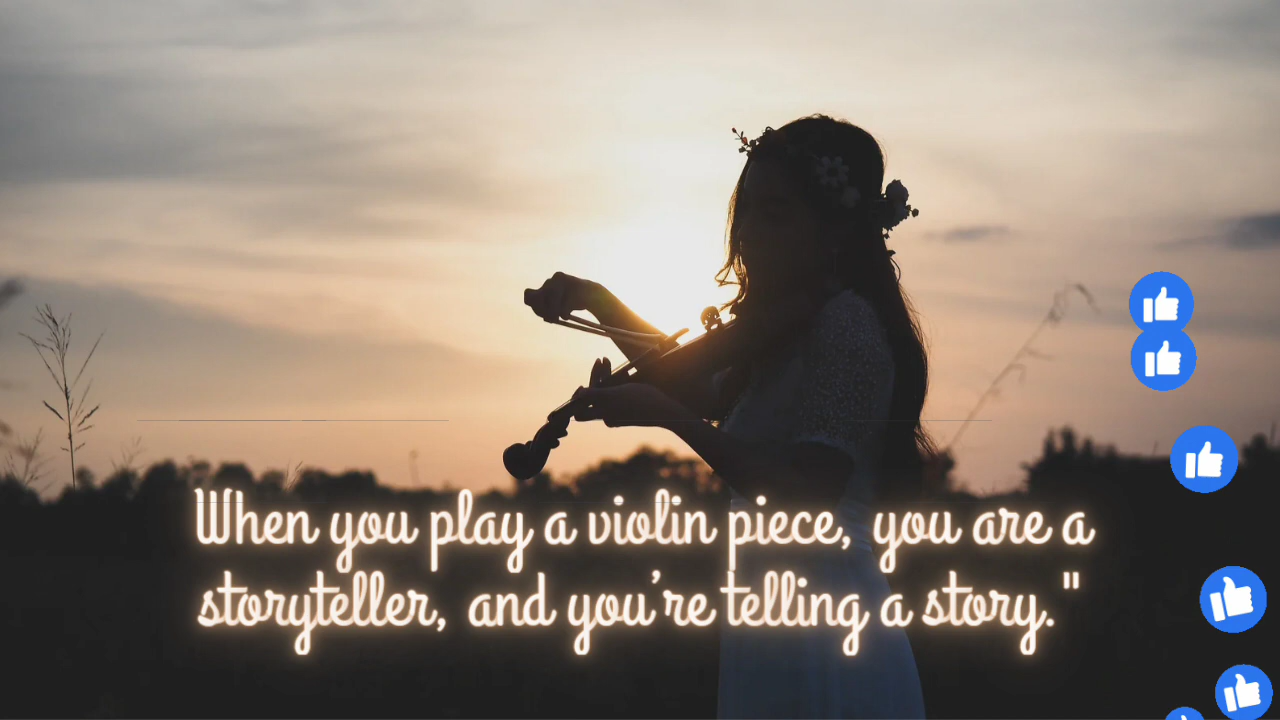 When you play a violin piece, you are a
storyteller, and you're telling a story."